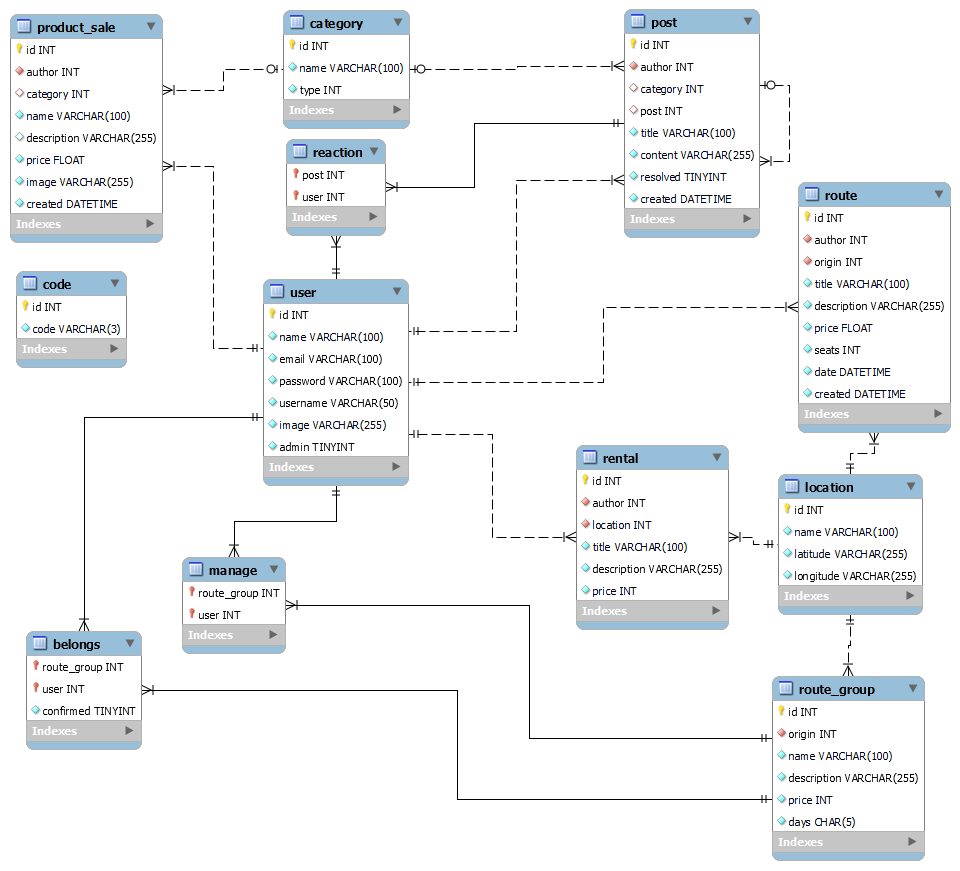 product_sale
id INT
author INT
category INT
name VARCHAR(100)
description VARCHAR(255)
price FLOAT
image VARCHAR(255)
created DATETIME
Indexes
category
id INT
name VARCHAR(100)
type INT
Indexes
post
id INT
author INT
category INT
post INT
title VARCHAR(100)
content VARCHAR(255)
resolved TINYINT
created DATETIME
Indexes
reaction
post INT
user INT
Indexes
route
id INT
author INT
origin INT
title VARCHAR(100)
description VARCHAR(255)
price FLOAT
seats INT
date DATETIME
created DATETIME
Indexes
code
id INT
code VARCHAR(3)
Indexes
user
id INT
name VARCHAR(100)
email VARCHAR(100)
password VARCHAR(100)
username VARCHAR(50)
image VARCHAR(255)
admin TINYINT
Indexes
rental
id INT
author INT
location INT
title VARCHAR(100)
description VARCHAR(255)
price INT
Indexes
location
id INT
name VARCHAR(100)
latitude VARCHAR(255)
longitude VARCHAR(255)
Indexes
manage
route_group INT
user INT
Indexes
belongs
route_group INT
user INT
confirmed TINYINT
Indexes
route_group
id INT
origin INT
name VARCHAR(100)
description VARCHAR(255)
price INT
days CHAR(5)
Indexes